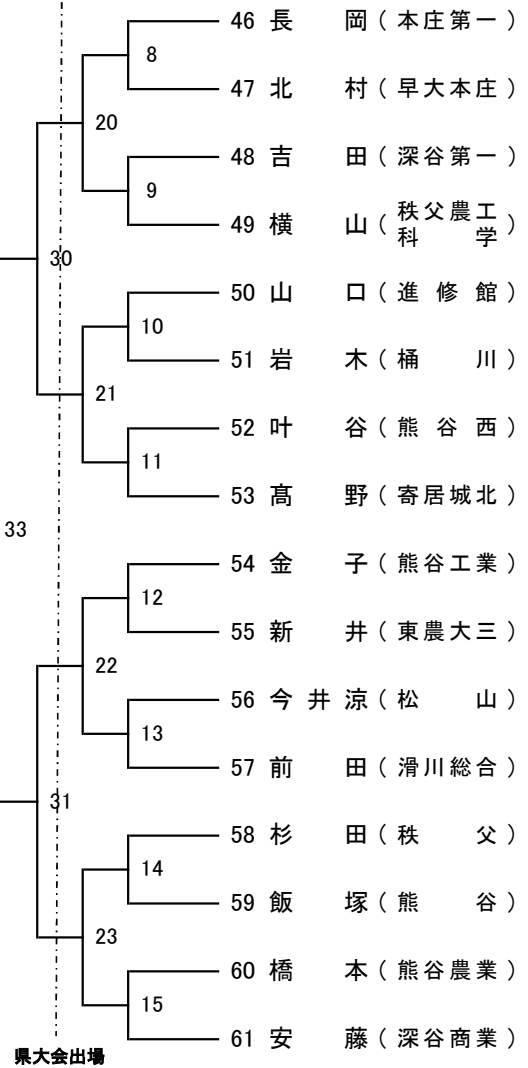 46 長岡（本庄第一）
8
47 北村（早大本庄）
20
48 吉田（深谷第一）
9
49 横山（秩父農工科学）
30
50 山口（進修館）
10
51 岩木（桶川）
21
52 叶谷（熊谷西）
11
53 髙野（寄居城北）
33
54 金子（熊谷工業）
12
55 新井（東農大三）
22
56 今井涼（松山）
13
57 前田（滑川総合）
31
58 杉田（秩父）
14
59 飯塚（熊谷）
23
60 橋本（熊谷農業）
15
61 安藤（深谷商業）
県大会出場